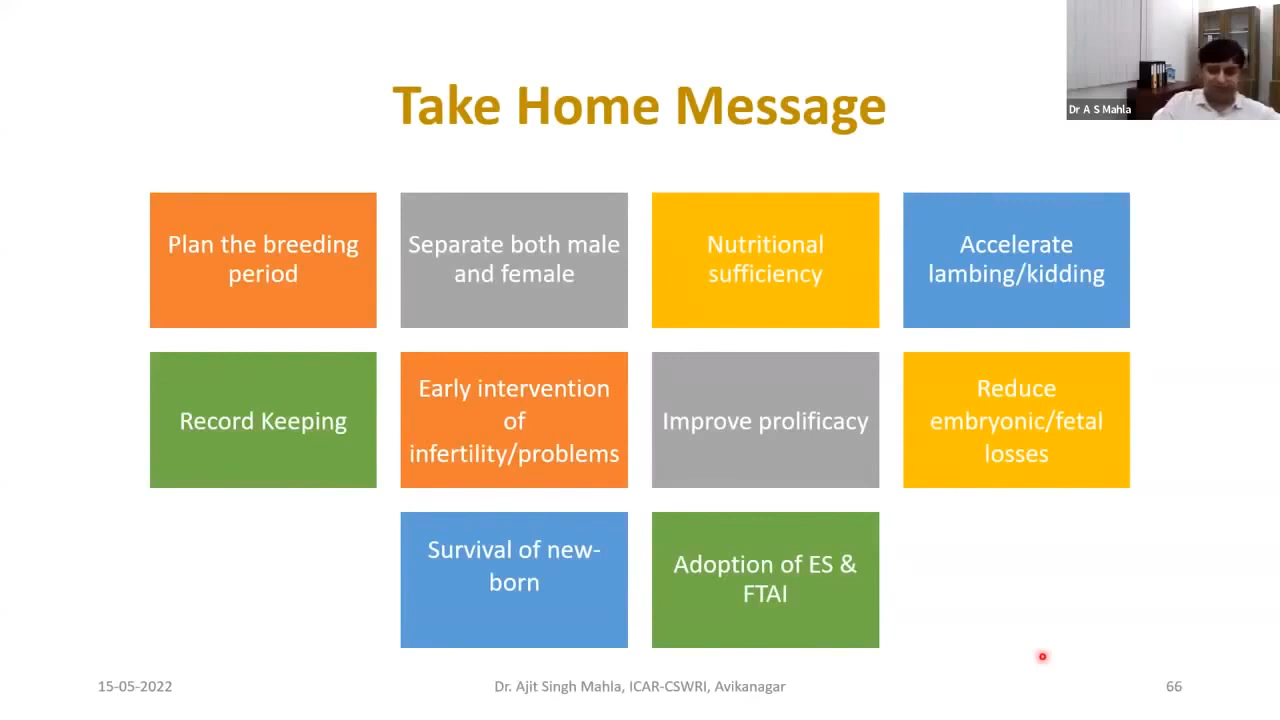 Dr A S Mahla
Take Home Message
Plan the breeding
period
Separate both male
and female
Nutritional
sufficiency
Accelerate
lambing/kidding
Record Keeping
Early intervention
of
infertility/problems
Improve prolificacy
Reduce
embryonic/fetal
losses
Survival of new-
born
Adoption of ES &
FTAI
15-05-2022
Dr. Ajit Singh Mahla, ICAR-CSWRI, Avikanagar
66